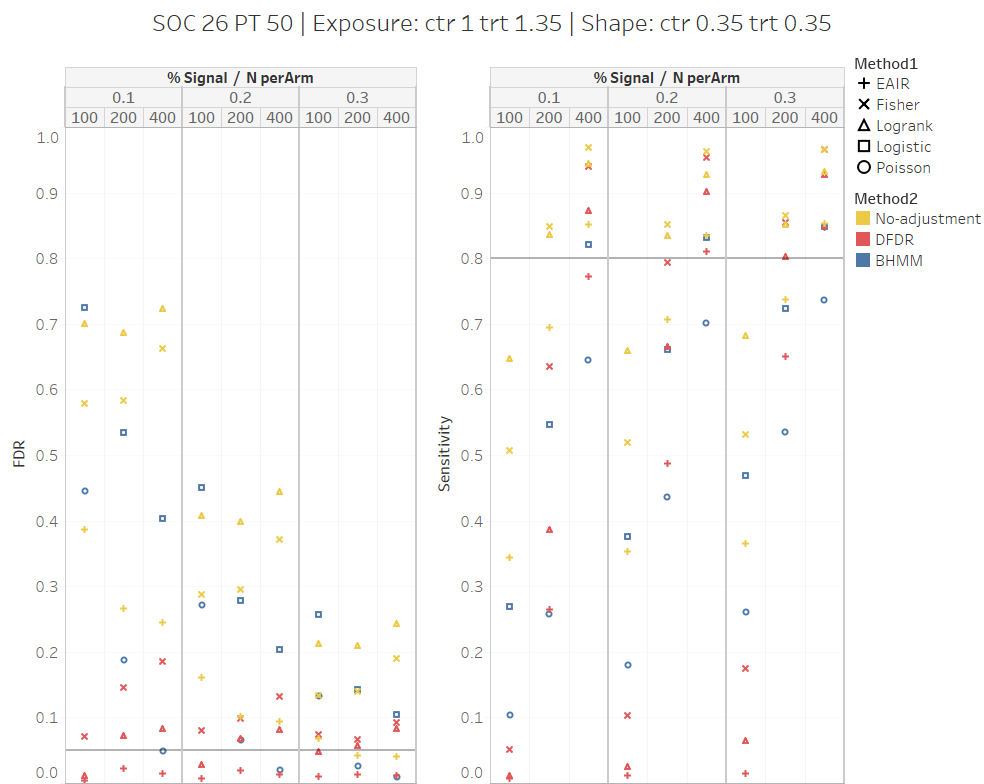 SOC 26 PT 50 | Exposure: ctr 1 trt 1.35 | Shape: ctr 0.35 trt 0.35
% Signal / N perArm
0.1 0.2 0.3
100 200 400 100 200 400 100 200 400
1.0
0.9
0.8
0.7
0.6
0.5
0.4
0.3
0.2
0.1
0.0
FDR
% Signal / N perArm
0.1 0.2 0.3
100 200 400 100 200 400 100 200 400
1.0
0.9
0.8
0.7
0.6
0.5
0.4
0.3
0.2
0.1
0.0
Sensitivity
Method1
EAIR
Fisher
Logrank
Logistic
Poisson
Method2
No-adjustment
DFDR
BHMM